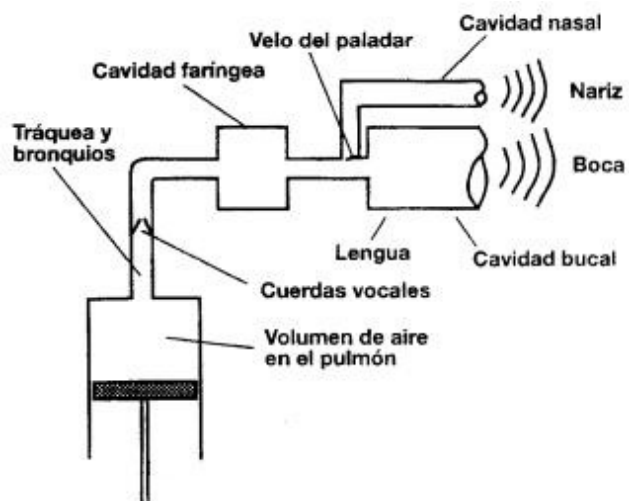 Cavidad nasal
Velo del paladar
Cavidad faríngea
Nariz
Tráquea y
bronquios
Boca
Lengua
Cavidad bucal
Cuerdas vocales
Volumen de aire
en el pulmón